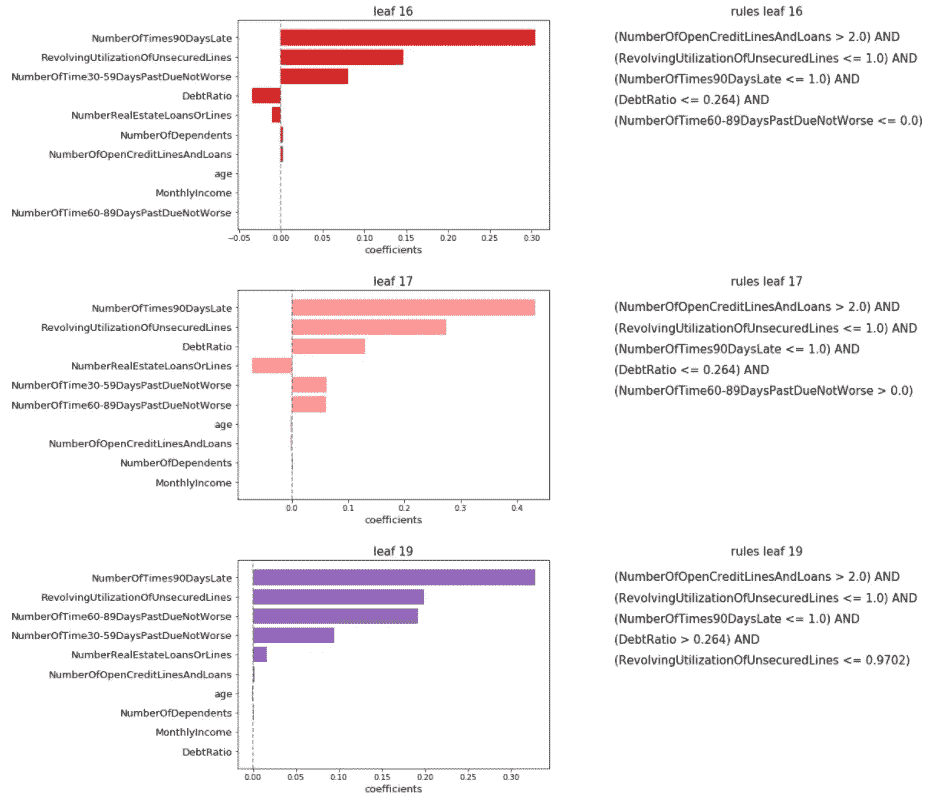 leaf 16
NumberOfTimes90DaysLate
RevolvingUtilizationOfUnsecuredLines
NumberOfTime30-59DaysPastDueNotWorse
DebtRatio
NumberRealEstateLoansOrLines
NumberOfDependents
NumberOfOpenCreditLinesAndLoans
age
MonthlyIncome
NumberOfTime60-89DaysPastDueNotWorse
−0.05 0.00 0.05 0.10 0.15 0.20 0.25 0.30
coefficients
rules leaf 16
(NumberOfOpenCreditLinesAndLoans > 2.0) AND
(RevolvingUtilizationOfUnsecuredLines <= 1.0) AND
(NumberOfTimes90DaysLate <= 1.0) AND
(DebtRatio <= 0.264) AND
(NumberOfTime60-89DaysPastDueNotWorse <= 0.0)
leaf 17
NumberOfTimes90DaysLate
RevolvingUtilizationOfUnsecuredLines
DebtRatio
NumberRealEstateLoansOrLines
NumberOfTime30-59DaysPastDueNotWorse
NumberOfTime60-89DaysPastDueNotWorse
age
NumberOfOpenCreditLinesAndLoans
NumberOfDependents
MonthlyIncome
0.0 0.1 0.2 0.3 0.4
coefficients
rules leaf 17
(NumberOfOpenCreditLinesAndLoans > 2.0) AND
(RevolvingUtilizationOfUnsecuredLines <= 1.0) AND
(NumberOfTimes90DaysLate <= 1.0) AND
(DebtRatio <= 0.264) AND
(NumberOfTime60-89DaysPastDueNotWorse > 0.0)
leaf 19
NumberOfTimes90DaysLate
RevolvingUtilizationOfUnsecuredLines
NumberOfTime60-89DaysPastDueNotWorse
NumberOfTime30-59DaysPastDueNotWorse
NumberRealEstateLoansOrLines
NumberOfOpenCreditLinesAndLoans
age
NumberOfDependents
MonthlyIncome
DebtRatio
0.00 0.05 0.10 0.15 0.20 0.25 0.30
coefficients
rules leaf 19
(NumberOfOpenCreditLinesAndLoans > 2.0) AND
(RevolvingUtilizationOfUnsecuredLines <= 1.0) AND
(NumberOfTimes90DaysLate <= 1.0) AND
(DebtRatio > 0.264) AND
(RevolvingUtilizationOfUnsecuredLines <= 0.9702)